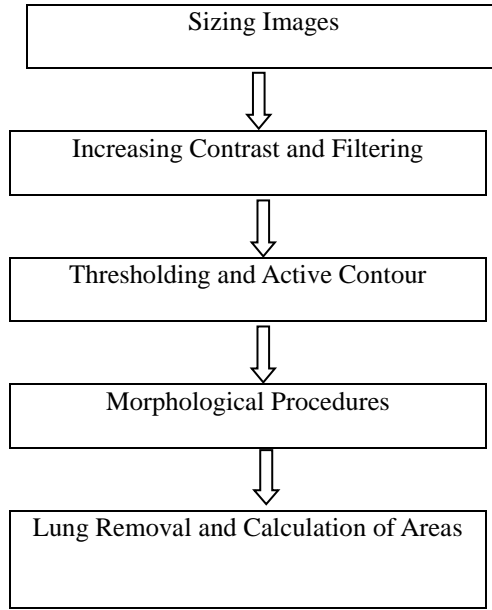 Sizing Images
Increasing Contrast and Filtering
Thresholding and Active Contour
Morphological Procedures
Lung Removal and Calculation of Areas